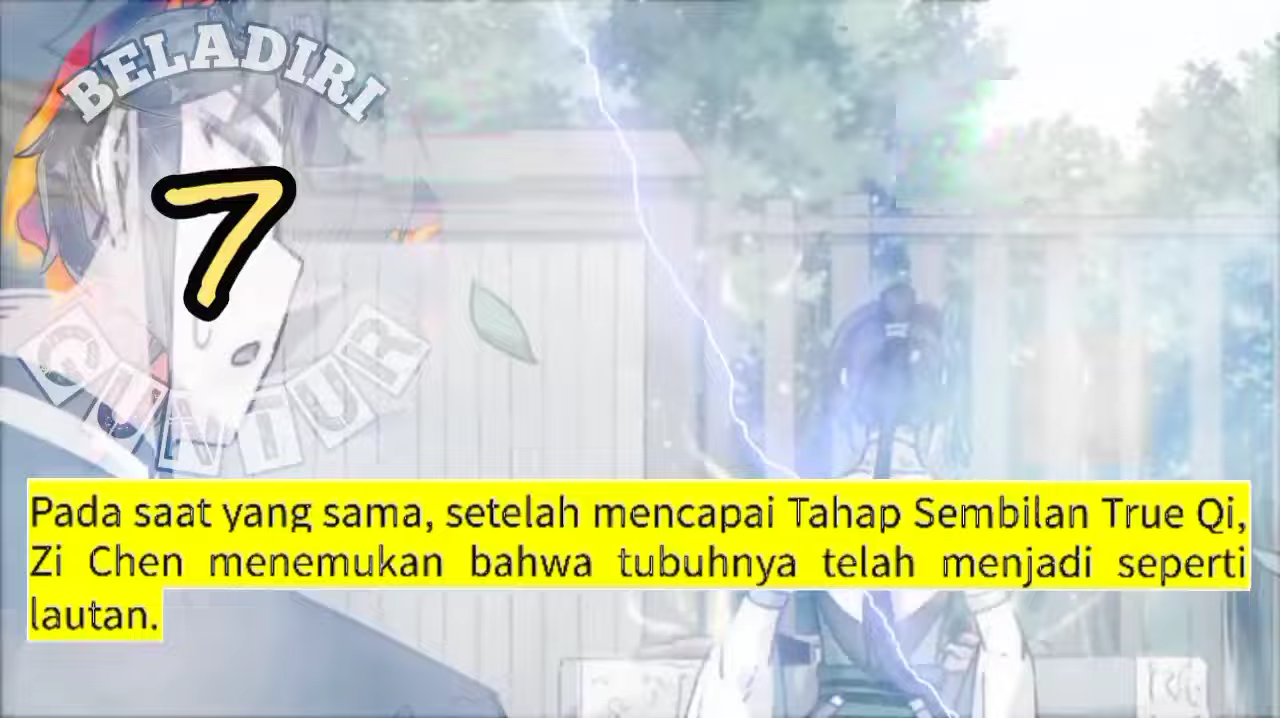 BELADIRI
7
QULTUR
Pada saat yang sama, setelah mencapai Tahap Sembilan True Qi,
Zi Chen menemukan bahwa tubuhnya telah menjadi seperti
lautan.